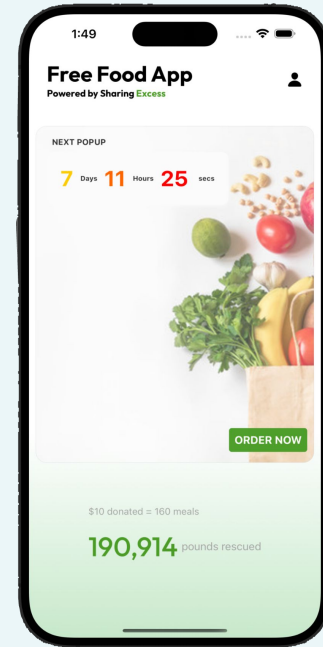 1:49
Free Food App
Powered by Sharing Excess
NEXT POPUP
7 Days 11 Hours 25 secs
ORDER NOW
$10 donated = 160 meals
190,914 pounds rescued